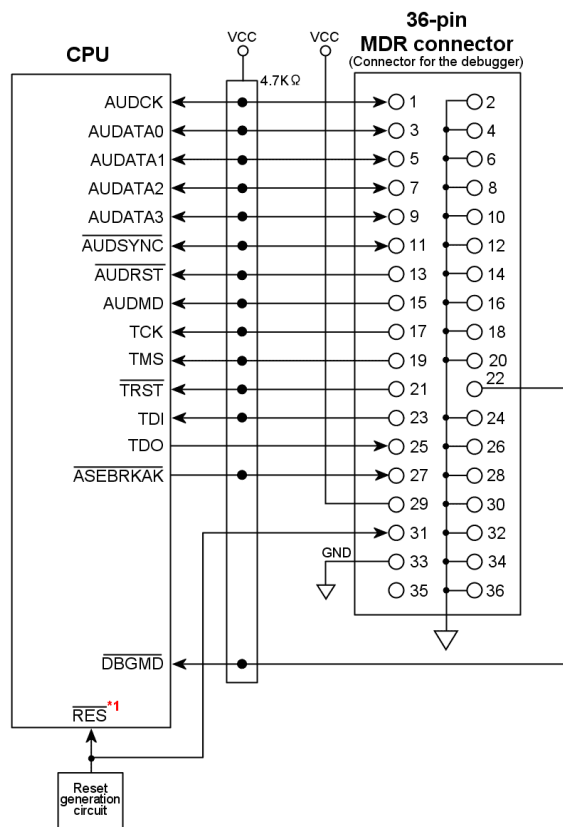 36-pin
MDR connector
(Connector for the debugger)
CPU
VCC
VCC
4.7KΩ
AUDCK 1 2
AUDATA0 3 4
AUDATA1 5 6
AUDATA2 7 8
AUDATA3 9 10
AUDSYNC 11 12
AUDRST 13 14
AUDMD 15 16
TCK 17 18
TMS 19 20
TRST 21 22
TDI 23 24
TDO 25 26
ASEBRKAK 27 28
29 30
31 32
GND 33 34
35 36
DBGMD
RES*1
Reset
generation
circuit